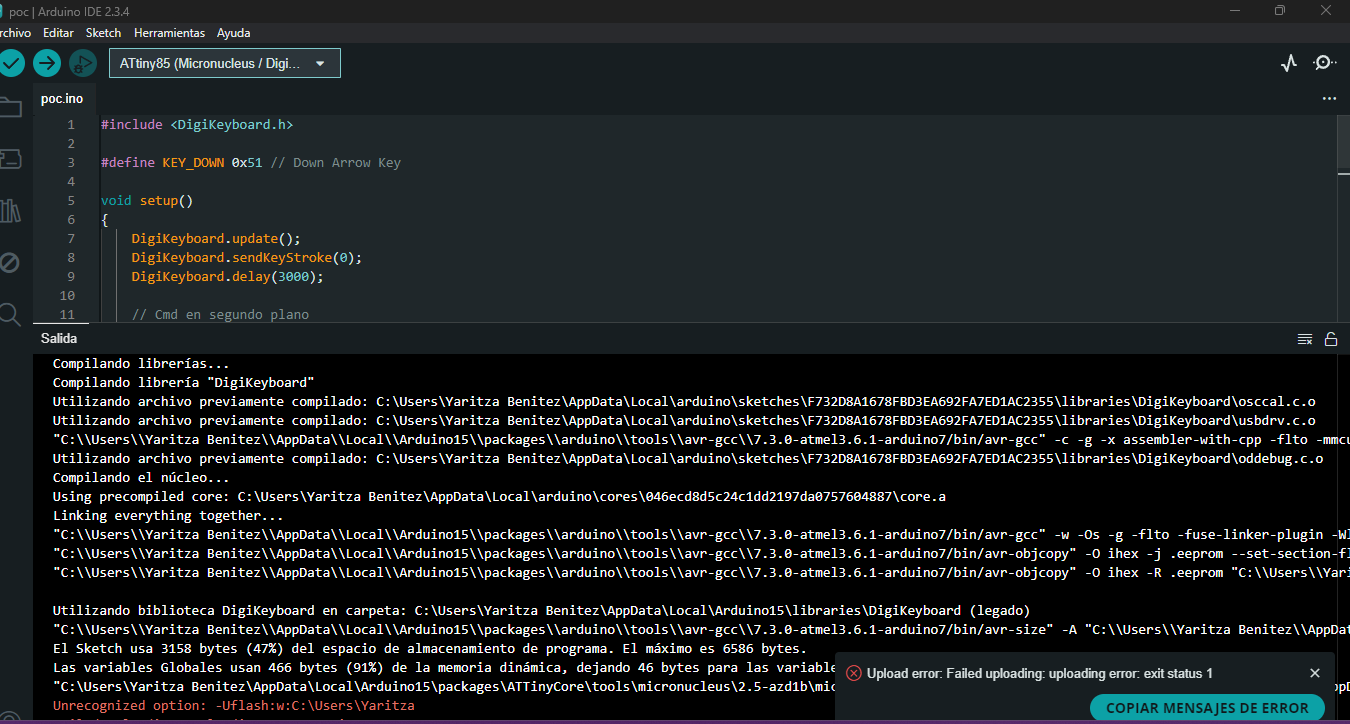 poc | Arduino IDE 2.3.4
rchivo Editar Sketch Herramientas Ayuda
ATtiny85 (Micronucleus / Digi...
poc.ino
1 #include <DigiKeyboard.h>
2
3 #define KEY_DOWN 0x51 // Down Arrow Key
4
5 void setup()
6 {
7 DigiKeyboard.update();
8 DigiKeyboard.sendKeyStroke(0);
9 DigiKeyboard.delay(3000);
10
11 // Cmd en segundo plano
Salida
Compilando librerías...
Compilando librería "DigiKeyboard"
Utilizando archivo previamente compilado: C:\Users\Yaritza Benitez\AppData\Local\arduino\sketches\F732D8A1678FBD3EA692FA7ED1AC2355\libraries\DigiKeyboard\osccal.c.o
Utilizando archivo previamente compilado: C:\Users\Yaritza Benitez\AppData\Local\arduino\sketches\F732D8A1678FBD3EA692FA7ED1AC2355\libraries\DigiKeyboard\usbdrv.c.o
"C:\\Users\\Yaritza Benitez\\AppData\\Local\\Arduino15\\packages\\arduino\\tools\\avr-gcc\\7.3.0-atmel3.6.1-arduino7/bin/avr-gcc" -c -g -x assembler-with-cpp -flto -mmcu
Utilizando archivo previamente compilado: C:\Users\Yaritza Benitez\AppData\Local\arduino\sketches\F732D8A1678FBD3EA692FA7ED1AC2355\libraries\DigiKeyboard\oddebug.c.o
Compilando el núcleo...
Using precompiled core: C:\Users\Yaritza Benitez\AppData\Local\arduino\cores\046ecd8d5c24c1dd2197da0757604887\core.a
Linking everything together...
"C:\\Users\\Yaritza Benitez\\AppData\\Local\\Arduino15\\packages\\arduino\\tools\\avr-gcc\\7.3.0-atmel3.6.1-arduino7/bin/avr-gcc" -w -Os -g -flto -fuse-linker-plugin -Wl
"C:\\Users\\Yaritza Benitez\\AppData\\Local\\Arduino15\\packages\\arduino\\tools\\avr-gcc\\7.3.0-atmel3.6.1-arduino7/bin/avr-objcopy" -O ihex -j .eeprom --set-section-fl
"C:\\Users\\Yaritza Benitez\\AppData\\Local\\Arduino15\\packages\\arduino\\tools\\avr-gcc\\7.3.0-atmel3.6.1-arduino7/bin/avr-objcopy" -O ihex -R .eeprom "C:\\Users\\Yari
Utilizando biblioteca DigiKeyboard en carpeta: C:\Users\Yaritza Benitez\AppData\Local\Arduino15\libraries\DigiKeyboard (legado)
"C:\\Users\\Yaritza Benitez\\AppData\\Local\\Arduino15\\packages\\arduino\\tools\\avr-gcc\\7.3.0-atmel3.6.1-arduino7/bin/avr-size" -A "C:\\Users\\Yaritza Benitez\\AppDat
El Sketch usa 3158 bytes (47%) del espacio de almacenamiento de programa. El máximo es 6586 bytes.
Las variables Globales usan 466 bytes (91%) de la memoria dinámica, dejando 46 bytes para las variable
"C:\Users\Yaritza Benitez\AppData\Local\Arduino15\packages\ATTinyCore\tools\micronucleus\2.5-azd1b\mic
Unrecognized option: -Uflash:w:C:\Users\Yaritza
Upload error: Failed uploading: uploading error: exit status 1
COPIAR MENSAJES DE ERROR